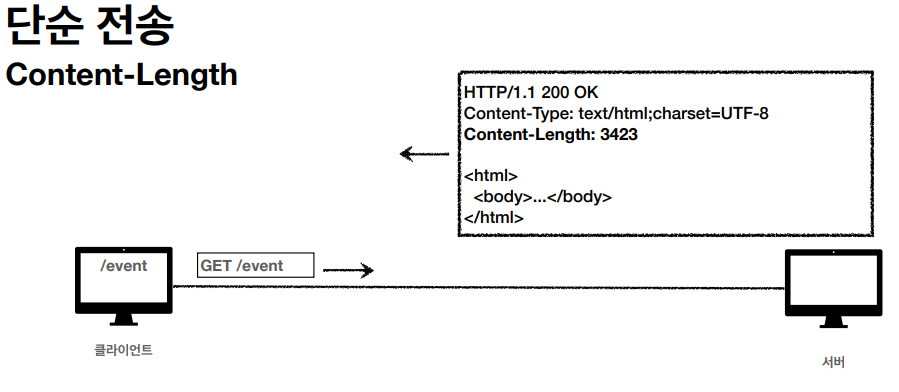 단순 전송
Content-Length
HTTP/1.1 200 OK
Content-Type: text/html;charset=UTF-8
Content-Length: 3423
<html>
<body>...</body>
</html>
/event
GET /event
클라이언트
서버